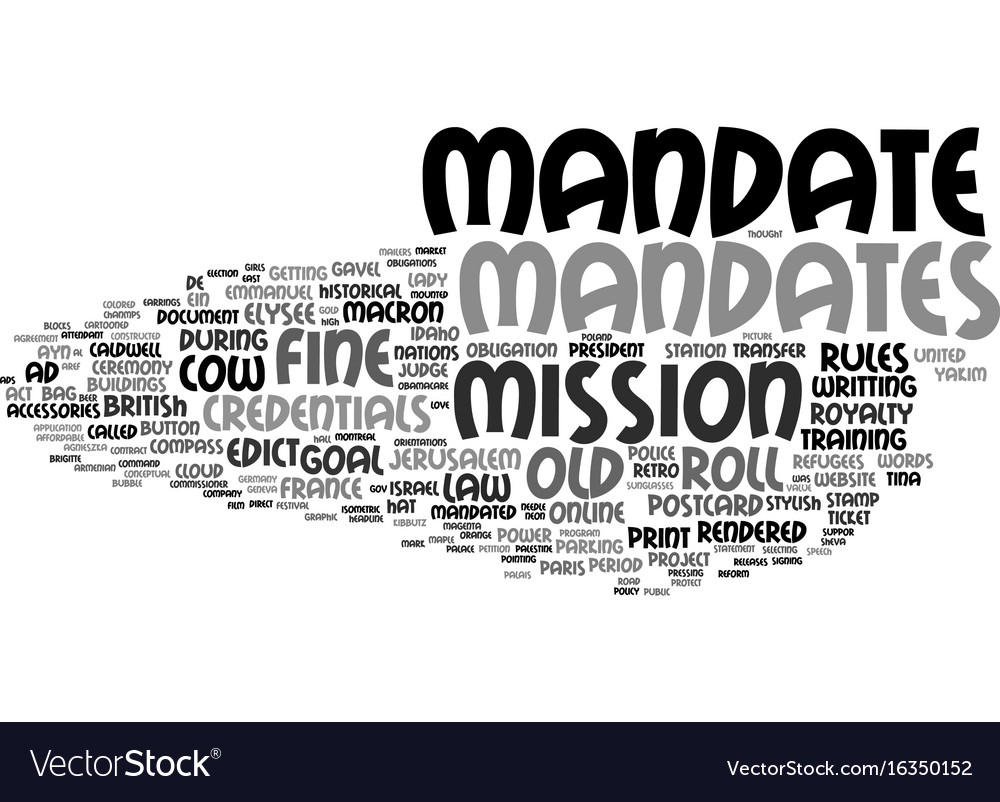 MANDATE
THOUGHT
MANDATES
MAILERS MARKET
GIRLS GETTING GAVEL OBLIGATIONS
ELECTION EAST
DE EMMANUEL HISTORICAL LADY
EIN EARRINGS GOLD MOUNTED
COLORED DOCUMENT ELYSEE HIGH MACRON
CHAMPS
BLOCKS CARTOONED DURING FINE IDAHO
AGREEMENT ATTENDANT CONSTRUCTED
AYN AL CALDWELL NATIONS OBLIGATION POLAND PRESIDENT STATION PICTURE TRANSFER RULES UNITED
ADS AD AREF CEREMONY COW JUDGE MISSION YAKIM
ACT BAG BEER BUILDINGS OBAMACARE WRITTING
ACCESSORIES BRITISH CREDENTIALS LOVE ROYALTY
APPLICATION CALLED BUTTON TRAINING
AFFORDABLE HALL MONTREAL ORIENTATIONS
AGNIESZKA CONTRACT COMPASS EDICT GOAL JERUSALEM OLD POLICE ROLL REFUGEES WORDS
BRIGITTE COMMAND RETRO
ARMENIAN CONCEPTUAL CLOUD WAS WEBSITE TINA
BUBBLE COMMISSIONER GERMANY FRANCE GOV ISRAEL LAW SUNGLASSES VALUE
COMPANY GENEVA
FILM DIRECT FESTIVAL ISOMETRIC HAT MANDATED NEEDLE ONLINE POSTCARD STYLISH STAMP
GRAPHIC HEADLINE KIBBUTZ MAGENTA NEON TICKET
MARK MAPLE ORANGE POWER PROGRAM PRINT RENDERED SUPPOR
PALACE PETITION PALESTINE PARKING STATEMENT SELECTING SPEECH SHEVA
POINTING PARIS PERIOD PROJECT RELEASES SIGNING
PALAIS PRESSING REFORM
ROAD PROTECT
POLICY PUBLIC
VectorStock®
VectorStock.com/16350152